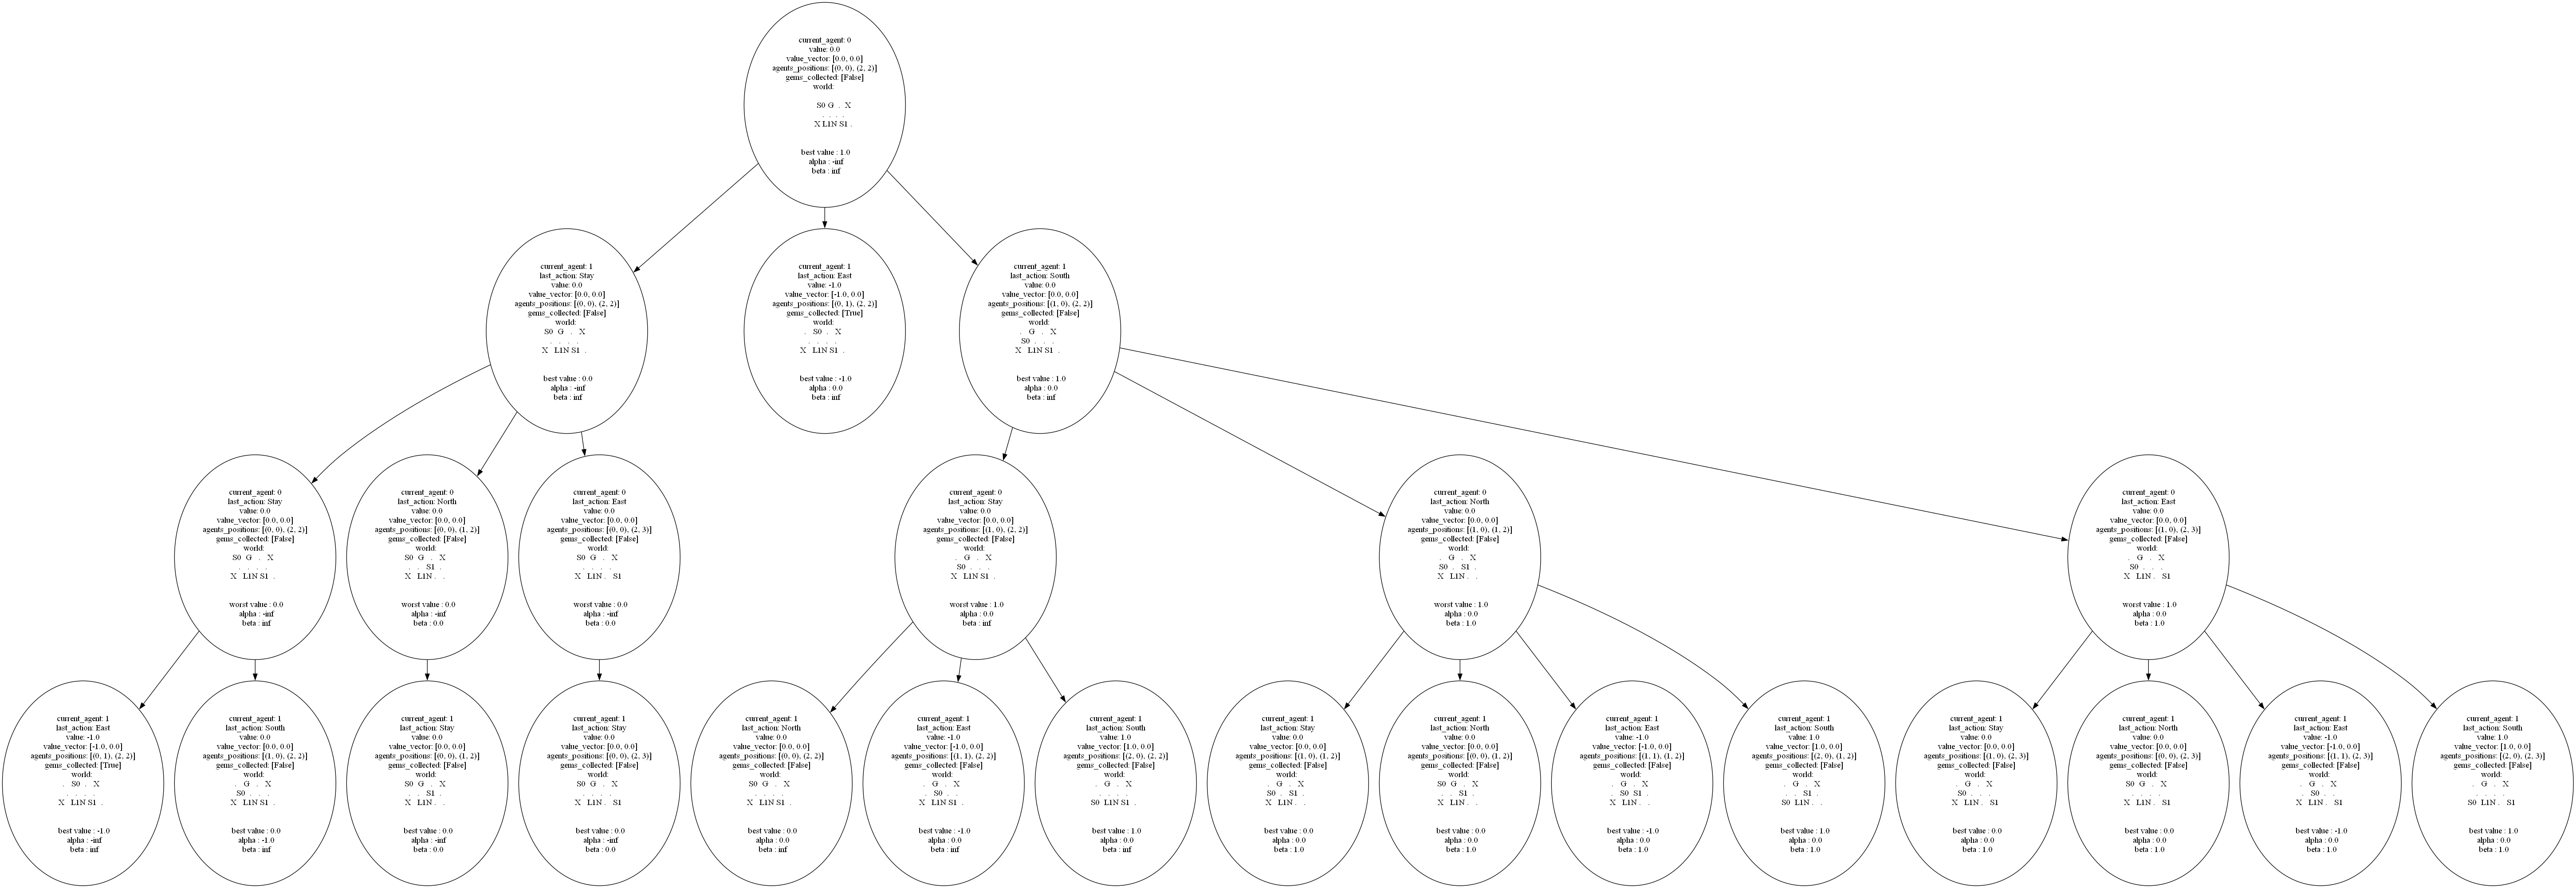 current_agent: 0
value: 0.0
value_vector: [0.0, 0.0]
agents_positions: [(0, 0), (2, 2)]
gems_collected: [False]
world:
S0 G . X
. . . .
X L1N S1 .
best value : 1.0
alpha : -inf
beta : inf
current_agent: 1
last_action: Stay
value: 0.0
value_vector: [0.0, 0.0]
agents_positions: [(0, 0), (2, 2)]
gems_collected: [False]
world:
S0 G . X
. . . .
X L1N S1 .
best value : 0.0
alpha : -inf
beta : inf
current_agent: 1
last_action: East
value: -1.0
value_vector: [-1.0, 0.0]
agents_positions: [(0, 1), (2, 2)]
gems_collected: [True]
world:
. S0 . X
. . . .
X L1N S1 .
best value : -1.0
alpha : 0.0
beta : inf
current_agent: 1
last_action: South
value: 0.0
value_vector: [0.0, 0.0]
agents_positions: [(1, 0), (2, 2)]
gems_collected: [False]
world:
. G . X
S0 . . .
X L1N S1 .
best value : 1.0
alpha : 0.0
beta : inf
current_agent: 0
last_action: Stay
value: 0.0
value_vector: [0.0, 0.0]
agents_positions: [(0, 0), (2, 2)]
gems_collected: [False]
world:
S0 G . X
. . . .
X L1N S1 .
worst value : 0.0
alpha : -inf
beta : inf
current_agent: 0
last_action: North
value: 0.0
value_vector: [0.0, 0.0]
agents_positions: [(0, 0), (1, 2)]
gems_collected: [False]
world:
S0 G . X
. . S1 .
X L1N . .
worst value : 0.0
alpha : -inf
beta : 0.0
current_agent: 0
last_action: East
value: 0.0
value_vector: [0.0, 0.0]
agents_positions: [(0, 0), (2, 3)]
gems_collected: [False]
world:
S0 G . X
. . . .
X L1N . S1
worst value : 0.0
alpha : -inf
beta : 0.0
current_agent: 0
last_action: Stay
value: 0.0
value_vector: [0.0, 0.0]
agents_positions: [(1, 0), (2, 2)]
gems_collected: [False]
world:
. G . X
S0 . . .
X L1N S1 .
worst value : 1.0
alpha : 0.0
beta : inf
current_agent: 0
last_action: North
value: 0.0
value_vector: [0.0, 0.0]
agents_positions: [(1, 0), (1, 2)]
gems_collected: [False]
world:
. G . X
S0 . S1 .
X L1N . .
worst value : 1.0
alpha : 0.0
beta : 1.0
current_agent: 0
last_action: East
value: 0.0
value_vector: [0.0, 0.0]
agents_positions: [(1, 0), (2, 3)]
gems_collected: [False]
world:
. G . X
S0 . . .
X L1N . S1
worst value : 1.0
alpha : 0.0
beta : 1.0
current_agent: 1
last_action: East
value: -1.0
value_vector: [-1.0, 0.0]
agents_positions: [(0, 1), (2, 2)]
gems_collected: [True]
world:
. S0 . X
. . . .
X L1N S1 .
best value : -1.0
alpha : -inf
beta : inf
current_agent: 1
last_action: South
value: 0.0
value_vector: [0.0, 0.0]
agents_positions: [(1, 0), (2, 2)]
gems_collected: [False]
world:
. G . X
S0 . . .
X L1N S1 .
best value : 0.0
alpha : -1.0
beta : inf
current_agent: 1
last_action: Stay
value: 0.0
value_vector: [0.0, 0.0]
agents_positions: [(0, 0), (1, 2)]
gems_collected: [False]
world:
S0 G . X
. . S1 .
X L1N . .
best value : 0.0
alpha : -inf
beta : 0.0
current_agent: 1
last_action: Stay
value: 0.0
value_vector: [0.0, 0.0]
agents_positions: [(0, 0), (2, 3)]
gems_collected: [False]
world:
S0 G . X
. . . .
X L1N . S1
best value : 0.0
alpha : -inf
beta : 0.0
current_agent: 1
last_action: North
value: 0.0
value_vector: [0.0, 0.0]
agents_positions: [(0, 0), (2, 2)]
gems_collected: [False]
world:
S0 G . X
. . . .
X L1N S1 .
best value : 0.0
alpha : 0.0
beta : inf
current_agent: 1
last_action: East
value: -1.0
value_vector: [-1.0, 0.0]
agents_positions: [(1, 1), (2, 2)]
gems_collected: [False]
world:
. G . X
. S0 . .
X L1N S1 .
best value : -1.0
alpha : 0.0
beta : inf
current_agent: 1
last_action: South
value: 1.0
value_vector: [1.0, 0.0]
agents_positions: [(2, 0), (2, 2)]
gems_collected: [False]
world:
. G . X
. . . .
S0 L1N S1 .
best value : 1.0
alpha : 0.0
beta : inf
current_agent: 1
last_action: Stay
value: 0.0
value_vector: [0.0, 0.0]
agents_positions: [(1, 0), (1, 2)]
gems_collected: [False]
world:
. G . X
S0 . S1 .
X L1N . .
best value : 0.0
alpha : 0.0
beta : 1.0
current_agent: 1
last_action: North
value: 0.0
value_vector: [0.0, 0.0]
agents_positions: [(0, 0), (1, 2)]
gems_collected: [False]
world:
S0 G . X
. . S1 .
X L1N . .
best value : 0.0
alpha : 0.0
beta : 1.0
current_agent: 1
last_action: East
value: -1.0
value_vector: [-1.0, 0.0]
agents_positions: [(1, 1), (1, 2)]
gems_collected: [False]
world:
. G . X
. S0 S1 .
X L1N . .
best value : -1.0
alpha : 0.0
beta : 1.0
current_agent: 1
last_action: South
value: 1.0
value_vector: [1.0, 0.0]
agents_positions: [(2, 0), (1, 2)]
gems_collected: [False]
world:
. G . X
. . S1 .
S0 L1N . .
best value : 1.0
alpha : 0.0
beta : 1.0
current_agent: 1
last_action: Stay
value: 0.0
value_vector: [0.0, 0.0]
agents_positions: [(1, 0), (2, 3)]
gems_collected: [False]
world:
. G . X
S0 . . .
X L1N . S1
best value : 0.0
alpha : 0.0
beta : 1.0
current_agent: 1
last_action: North
value: 0.0
value_vector: [0.0, 0.0]
agents_positions: [(0, 0), (2, 3)]
gems_collected: [False]
world:
S0 G . X
. . . .
X L1N . S1
best value : 0.0
alpha : 0.0
beta : 1.0
current_agent: 1
last_action: East
value: -1.0
value_vector: [-1.0, 0.0]
agents_positions: [(1, 1), (2, 3)]
gems_collected: [False]
world:
. G . X
. S0 . .
X L1N . S1
best value : -1.0
alpha : 0.0
beta : 1.0
current_agent: 1
last_action: South
value: 1.0
value_vector: [1.0, 0.0]
agents_positions: [(2, 0), (2, 3)]
gems_collected: [False]
world:
. G . X
. . . .
S0 L1N . S1
best value : 1.0
alpha : 0.0
beta : 1.0